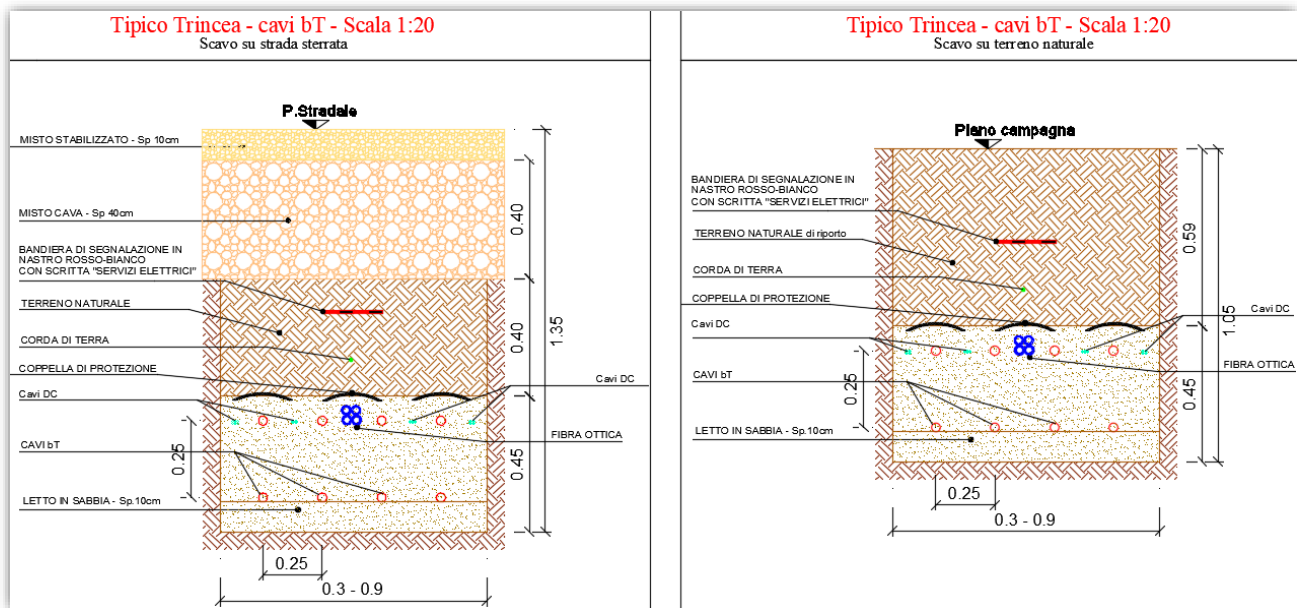 Tipico Trincea - cavi bT - Scala 1:20
Scavo su strada sterrata
P.Stradale
MISTO STABILIZZATO - Sp 10cm
MISTO CAVA - Sp 40cm
BANDIERA DI SEGNALAZIONE IN
NASTRO ROSSO-BIANCO
CON SCRITTA "SERVIZI ELETTRICI"
TERRENO NATURALE
CORDA DI TERRA
COPPELLA DI PROTEZIONE
Cavi DC
Cavi DC
CAVI bT
FIBRA OTTICA
LETTO IN SABBIA - Sp.10cm
0.40
0.40
1.35
0.45
0.25
0.25
0.3 - 0.9
Tipico Trincea - cavi bT - Scala 1:20
Scavo su terreno naturale
Piano campagna
BANDIERA DI SEGNALAZIONE IN
NASTRO ROSSO-BIANCO
CON SCRITTA "SERVIZI ELETTRICI"
TERRENO NATURALE di riporto
CORDA DI TERRA
COPPELLA DI PROTEZIONE
Cavi DC
Cavi DC
FIBRA OTTICA
CAVI bT
LETTO IN SABBIA - Sp.10cm
0.59
1.05
0.45
0.25
0.25
0.3 - 0.9